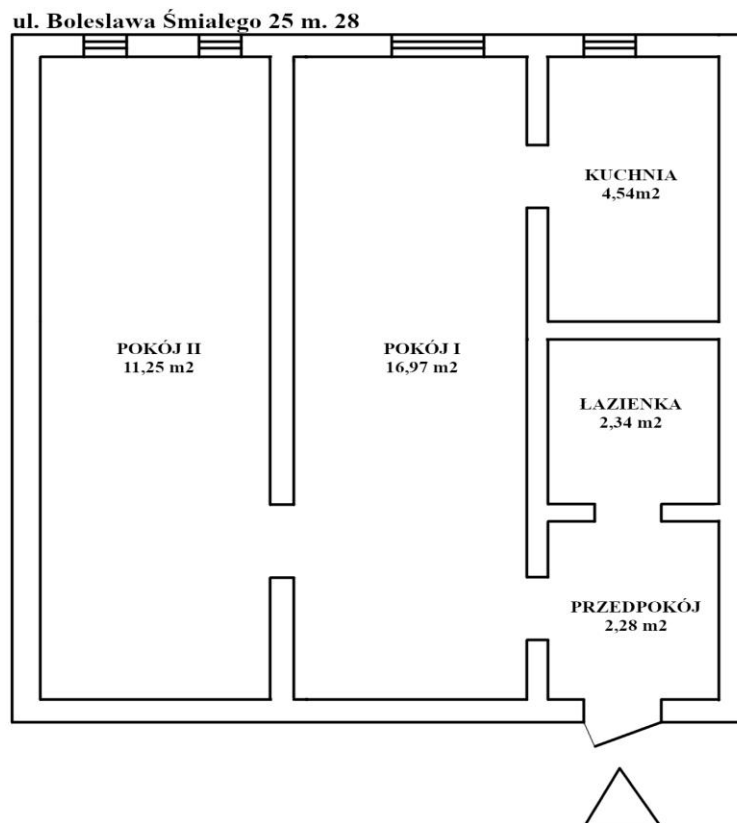 ul. Boleslawa Śmialego 25 m. 28
KUCHNIA
4,54m2
POKÓJ II
11,25 m2
POKÓJ I
16,97 m2
ŁAZIENKA
2,34 m2
PRZEDPOKÓJ
2,28 m2